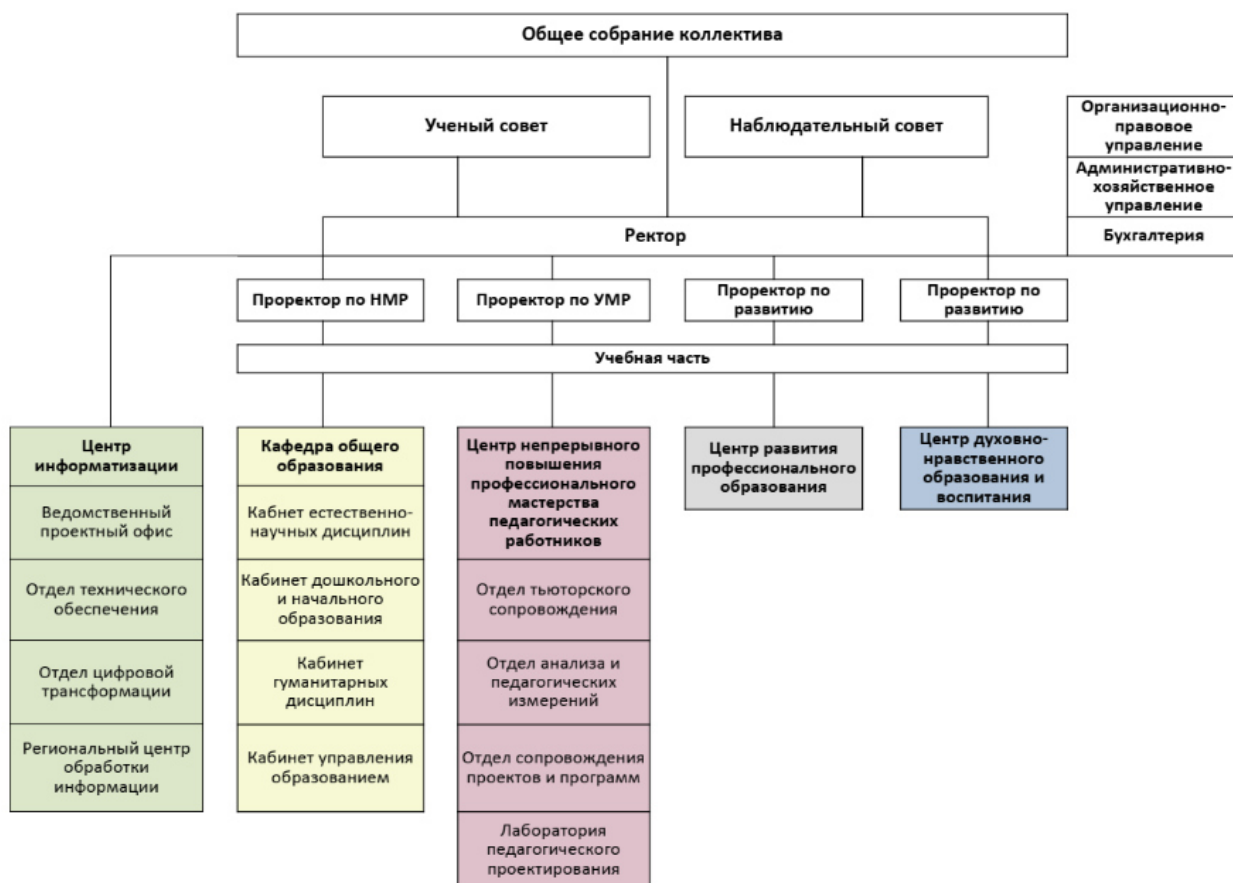 Общее собрание коллектива
Ученый совет
Наблюдательный совет
Организационно-
правовое
управление
Административно-
хозяйственное
управление
Бухгалтерия
Ректор
Проректор по НМР
Проректор по УМР
Проректор по
развитию
Проректор по
развитию
Учебная часть
Центр
информатизации
Ведомственный
проектный офис
Отдел технического
обеспечения
Отдел цифровой
трансформации
Региональный центр
обработки
информации
Кафедра общего
образования
Кабнет естественно-
научных дисциплин
Кабинет дошкольного
и начального
образования
Кабинет
гуманитарных
дисциплин
Кабинет управления
образованием
Центр непрерывного
повышения
профессионального
мастерства
педагогических
работников
Отдел тьюторского
сопровождения
Отдел анализа и
педагогических
измерений
Отдел сопровождения
проектов и программ
Лаборатория
педагогического
проектирования
Центр развития
профессионального
образования
Центр духовно-
нравственного
образования и
воспитания